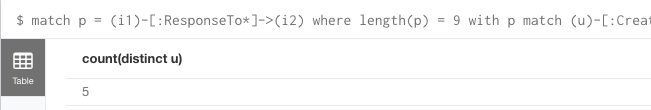 $ match p = (i1)-[:ResponseTo*]->(i2) where length(p) = 9 with p match (u)-[:Creat
count(distinct u)
Table
5